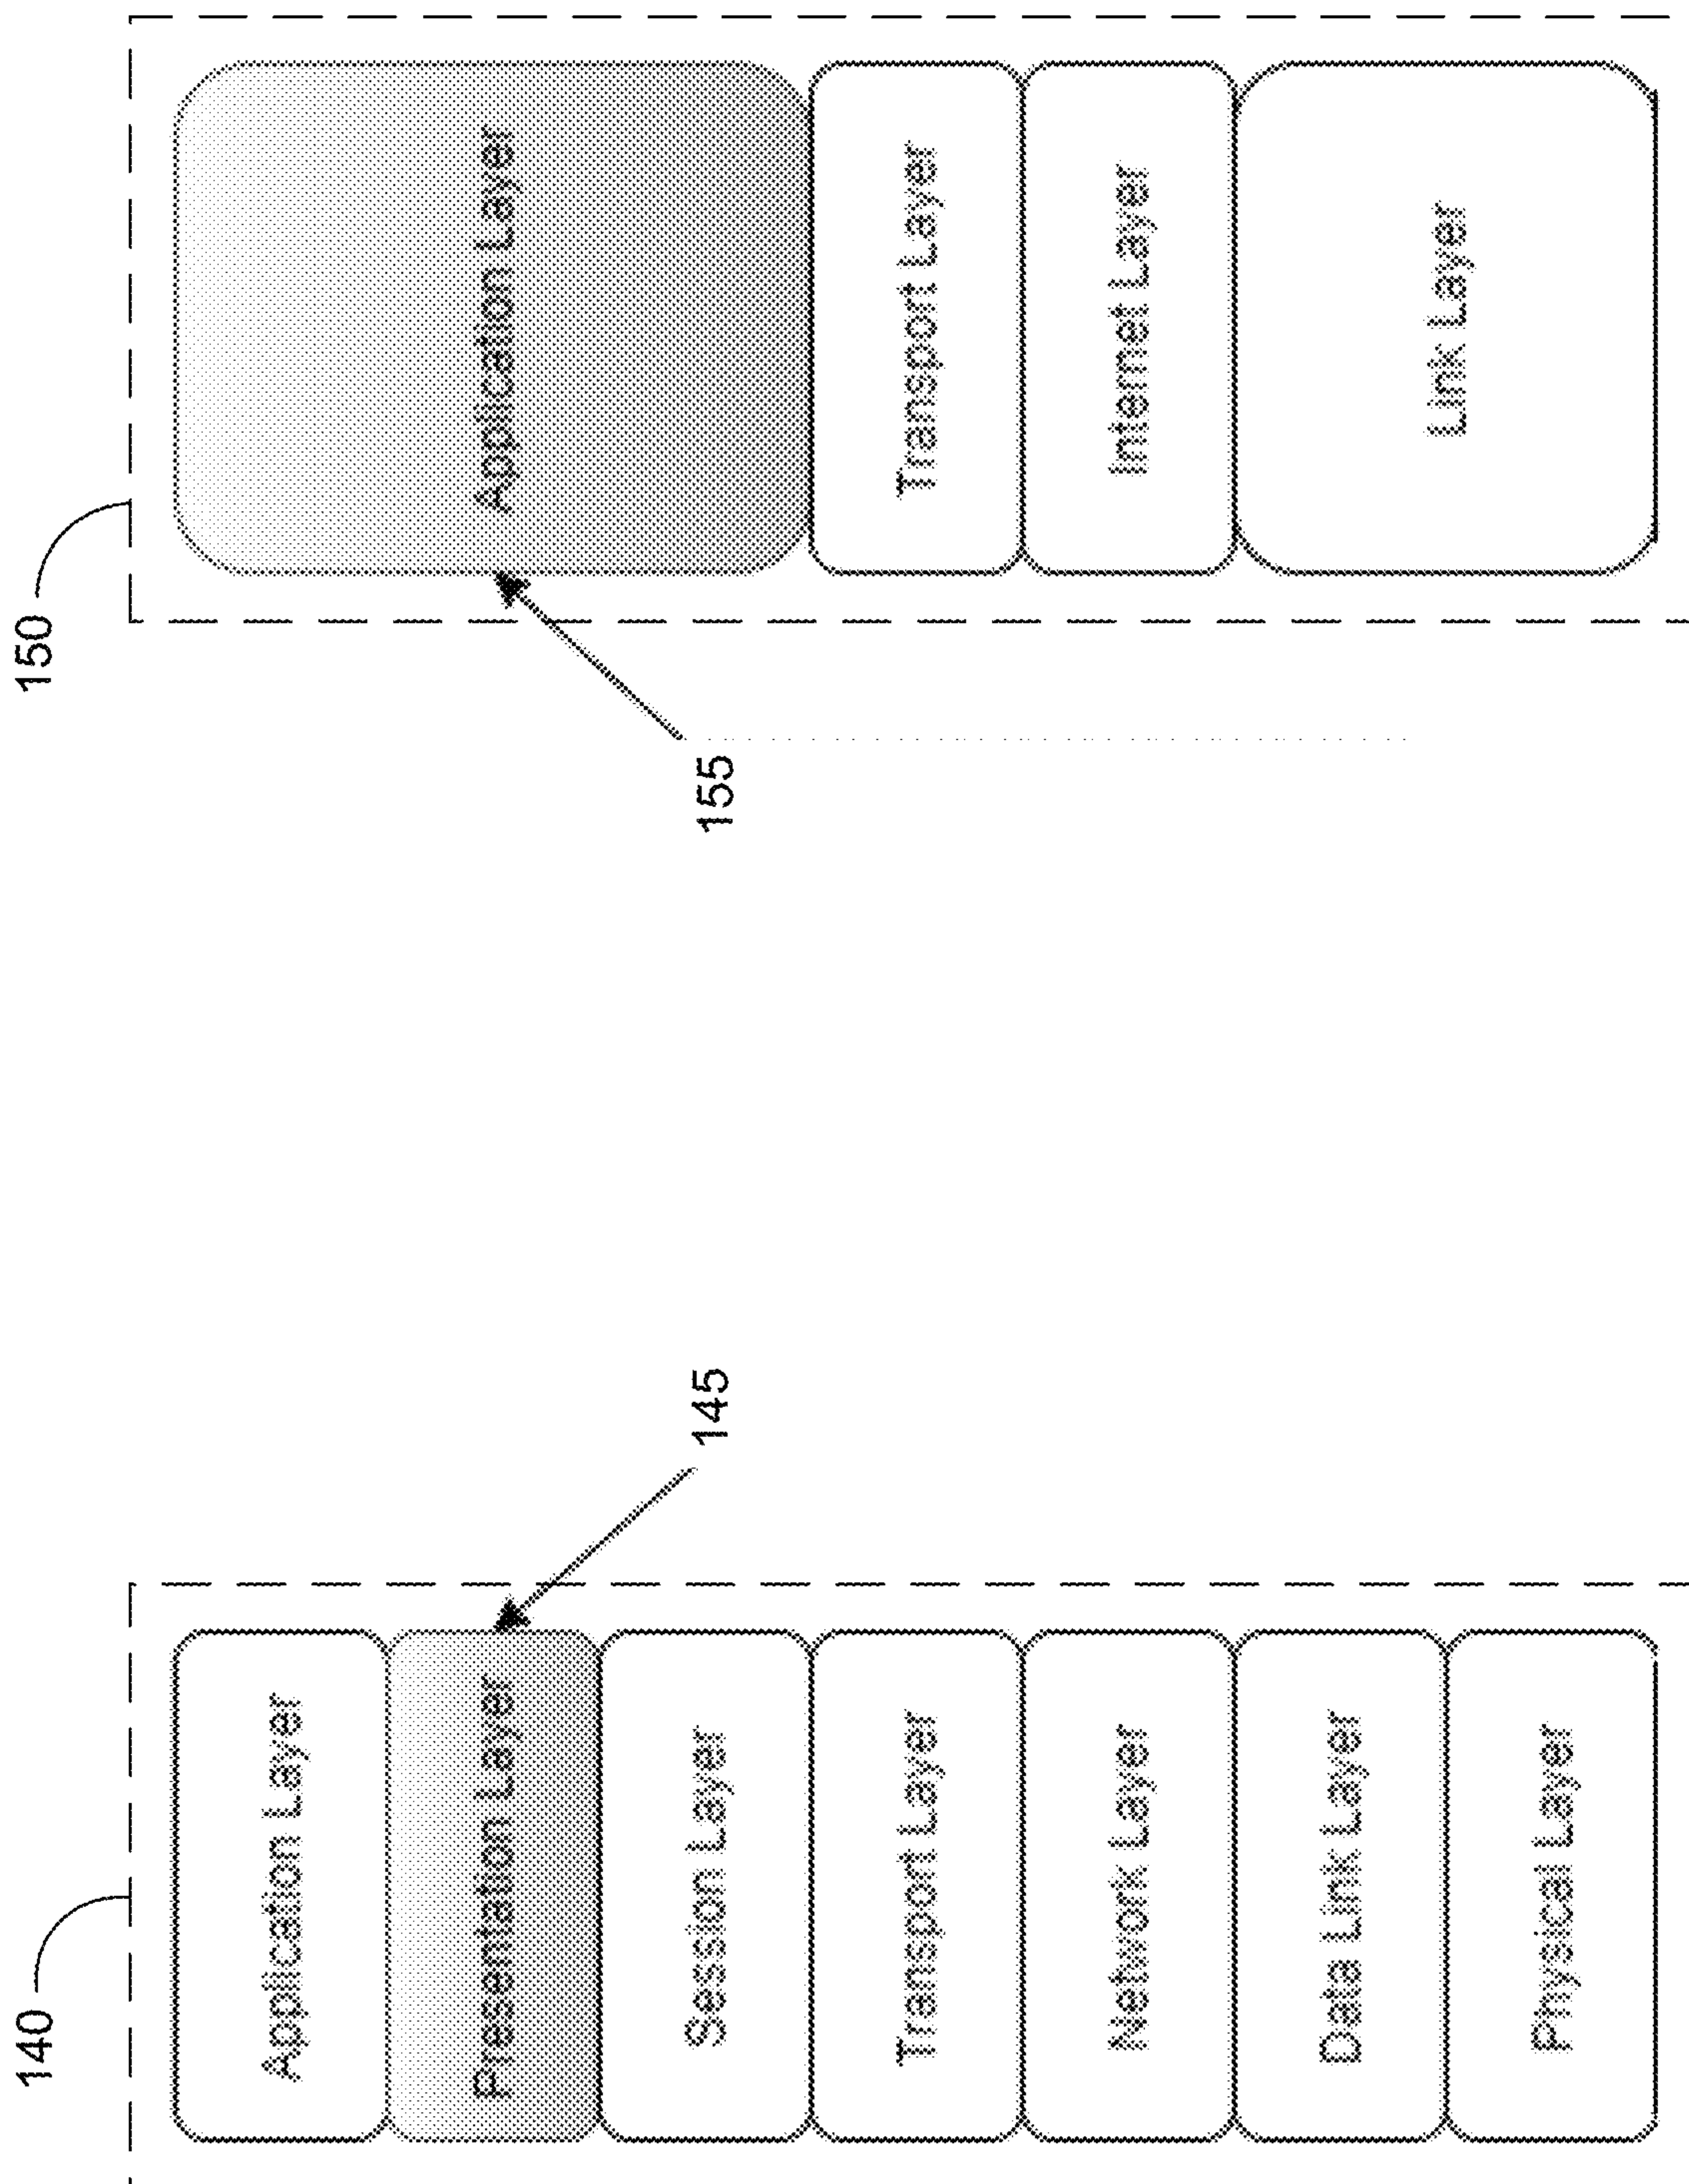 140
Application Layer
Presentation Layer
145
Session Layer
Transport Layer
Network Layer
Data Link Layer
Physical Layer
150
Application Layer
155
Transport Layer
Internet Layer
Link Layer